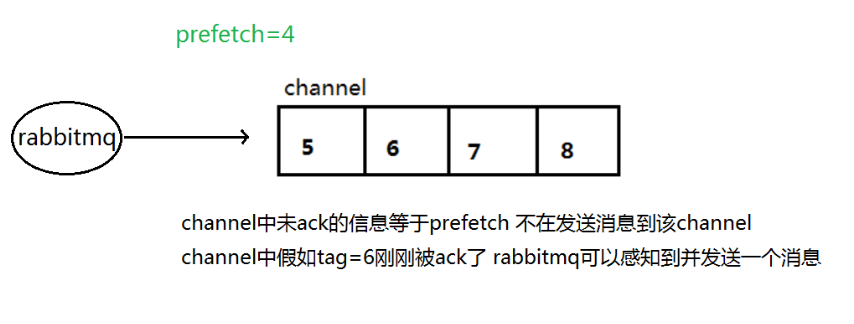 prefetch=4
channel
rabbitmq
5 6 7 8
channel中未ack的信息等于prefetch 不在发送消息到该channel
channel中假如tag=6刚刚被ack了 rabbitmq可以感知到并发送一个消息